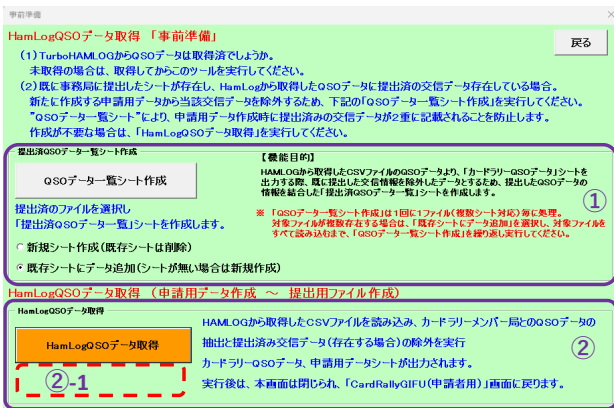 事前準備
HamLogQSOデータ取得 「事前準備」
戻る
(1)TurboHAMLOGからQSOデータは取得済でしょうか。
未取得の場合は、取得してからこのツールを実行してください。
(2)既に事務局に提出したシートが存在し、HamLogから取得したQSOデータに提出済の交信データ存在している場合。
新たに作成する申請用データから当該交信データを除外するため、下記の「QSOデータ一覧シート作成」を実行してください。
"QSOデータ一覧シート"により、申請用データ作成時に提出済みの交信データが2重に記載されることを防止します。
作成が不要な場合は、「HamLogQSOデータ取得」を実行してください。
提出済QSOデータ一覧シート作成
QSOデータ一覧シート作成
【機能目的】
HAMLOGから取得したCSVファイルのQSOデータより、「カードラリーQSOデータ」シートを
出力する際、既に提出した交信情報を除外したデータとするため、提出したQSOデータの
情報を結合した「提出済QSOデータ一覧」シートを作成します。
①
提出済のファイルを選択し
「提出済QSOデータ一覧」シートを作成します。
※ 「QSOデータ一覧シート作成」は1回に1ファイル(複数シート対応)毎に処理。
対象ファイルが複数存在する場合は、「既存シートにデータ追加」を選択し、対象ファイルを
すべて読み込むまで、「QSOデータ一覧シート作成」を繰り返し実行してください。
新規シート作成(既存シートは削除)
既存シートにデータ追加(シートが無い場合は新規作成)
HamLogQSOデータ取得 (申請用データ作成 ~ 提出用ファイル作成)
HamLogQSOデータ取得
HamLogQSOデータ取得
②-1
HAMLOGから取得したCSVファイルを読み込み、カードラリーメンバー局とのQSOデータの
抽出と提出済み交信データ(存在する場合)の除外を実行
カードラリーQSOデータ、申請用データシートが出力されます。
実行後は、本画面は閉じられ、「CardRallyGIFU(申請者用)」画面に戻ります。
②